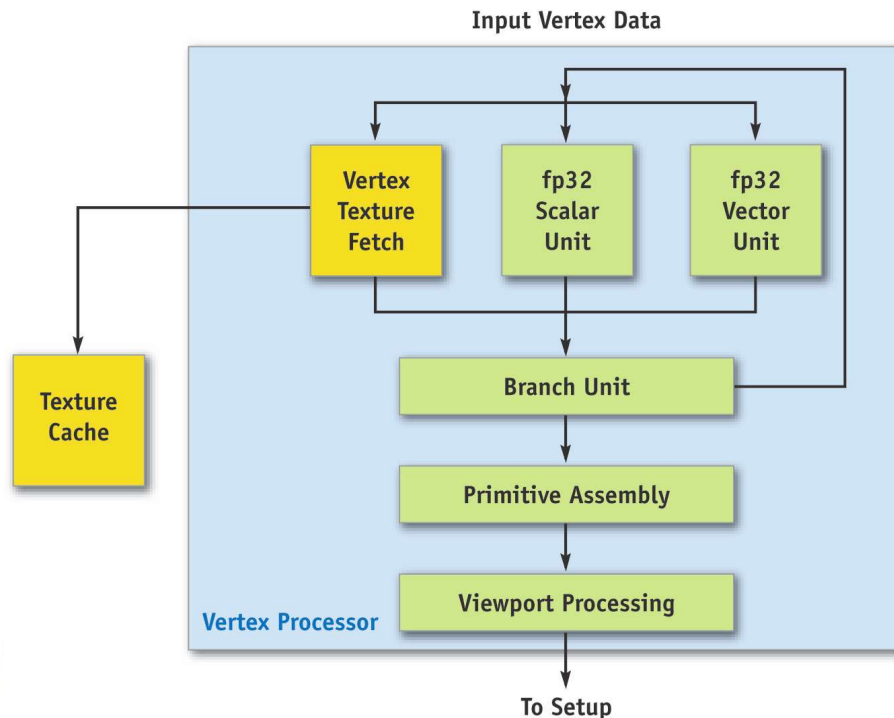 Input Vertex Data
Vertex
Texture
Fetch
fp32
Scalar
Unit
fp32
Vector
Unit
Texture
Cache
Branch Unit
Primitive Assembly
Viewport Processing
Vertex Processor
To Setup